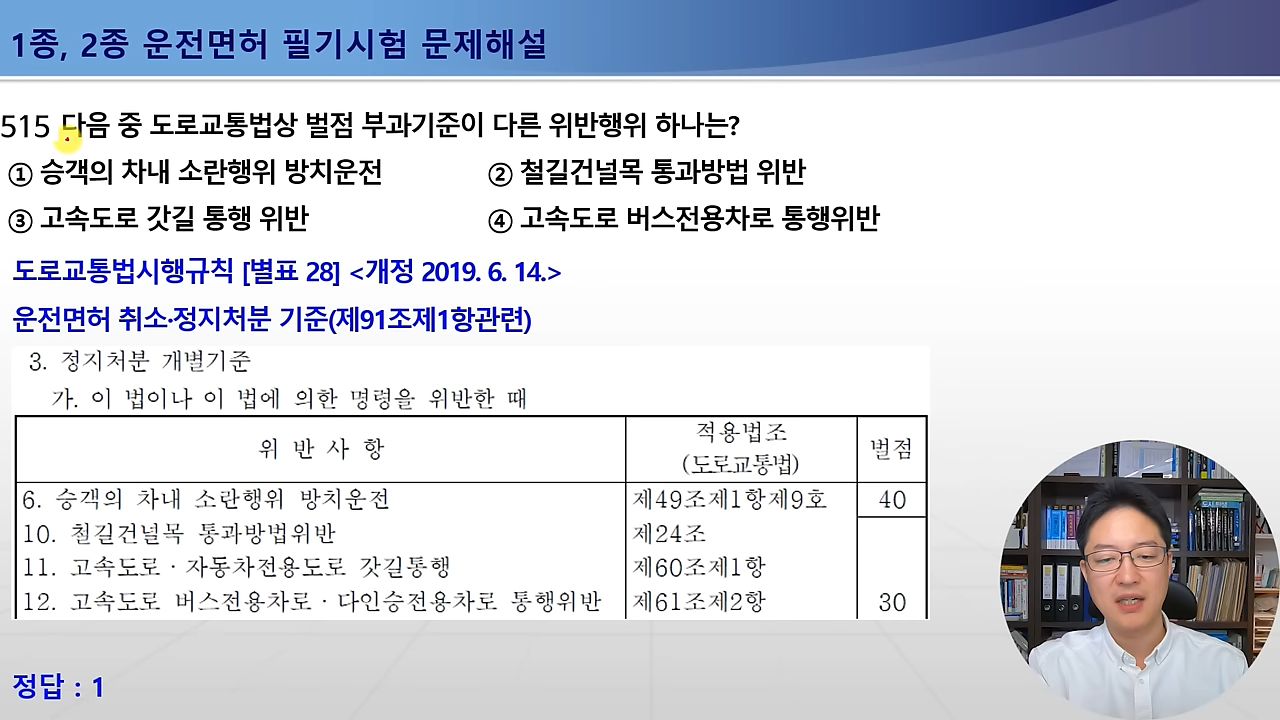 1종, 2종 운전면허 필기시험 문제해설
515 다음 중 도로교통법상 벌점 부과기준이 다른 위반행위 하나는?
① 승객의 차내 소란행위 방치운전 ② 철길건널목 통과방법 위반
③ 고속도로 갓길 통행 위반 ④ 고속도로 버스전용차로 통행위반
도로교통법시행규칙 [별표 28] <개정 2019. 6. 14.>
운전면허 취소·정지처분 기준(제91조제1항관련)
3. 정지처분 개별기준
가. 이 법이나 이 법에 의한 명령을 위반한 때
위 반 사 항 적용법조 (도로교통법) 벌점
6. 승객의 차내 소란행위 방치운전 제49조제1항제9호 40
10. 철길건널목 통과방법위반 제24조
11. 고속도로·자동차전용도로 갓길통행 제60조제1항
12. 고속도로 버스전용차로·다인승전용차로 통행위반 제61조제2항 30
정답 : 1